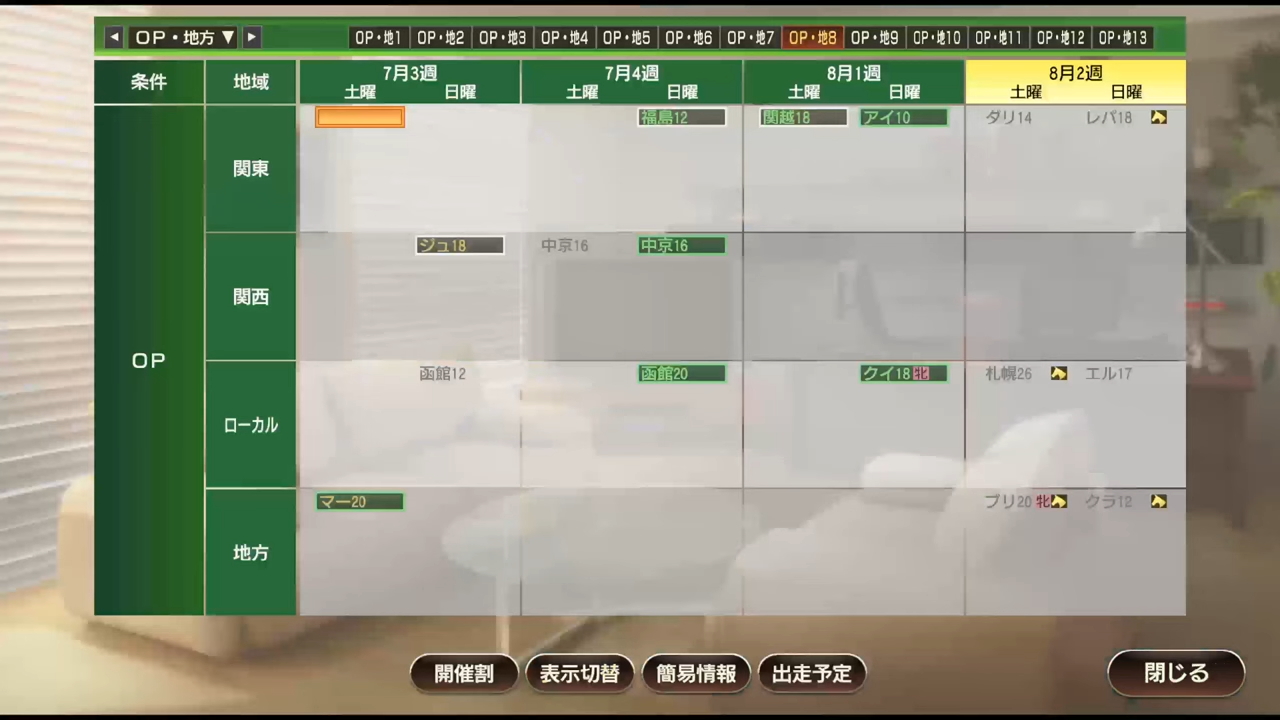 ◀ OP・地方▼ ▶ OP・地1 OP・地2 OP・地3 OP・地4 OP・地5 OP・地6 OP・地7 OP・地8 OP・地9 OP・地10 OP・地11 OP・地12 OP・地13
条件 地域 7月3週 7月4週 8月1週 8月2週
土曜 日曜 土曜 日曜 土曜 日曜 土曜 日曜
福島12 関越18 アイ10 ダリ14 レパ18
関東
ジュ18 中京16 中京16
関西
OP
函館12 函館20 クイ18牝 札幌26 エル17
ローカル
マー20 ブリ20 牝 クラ12
地方
開催割 表示切替 簡易情報 出走予定 閉じる